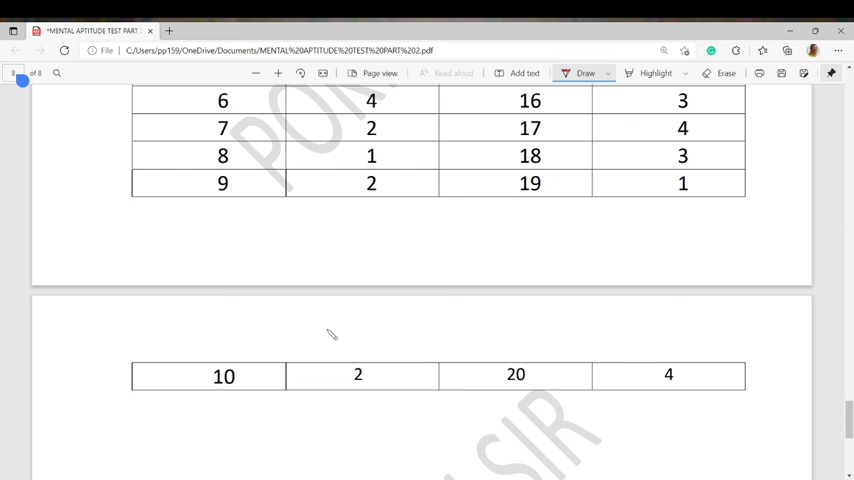 *MENTAL APTITUDE TEST PART 2
File C:/Users/pp159/OneDrive/Documents/MENTAL%20APTITUDE%20TEST%20PART%202.pdf
8 of 8 Page view Read aloud Add text Draw Highlight Erase
6 4 16 3
7 2 17 4
8 1 18 3
9 2 19 1
10 2 20 4
SIR